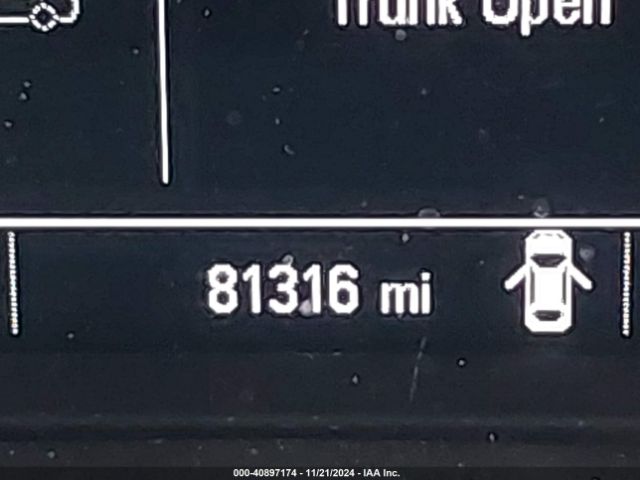 Trunk Open
81316 mi
000-40897174 - 11/21/2024 - IAA Inc.